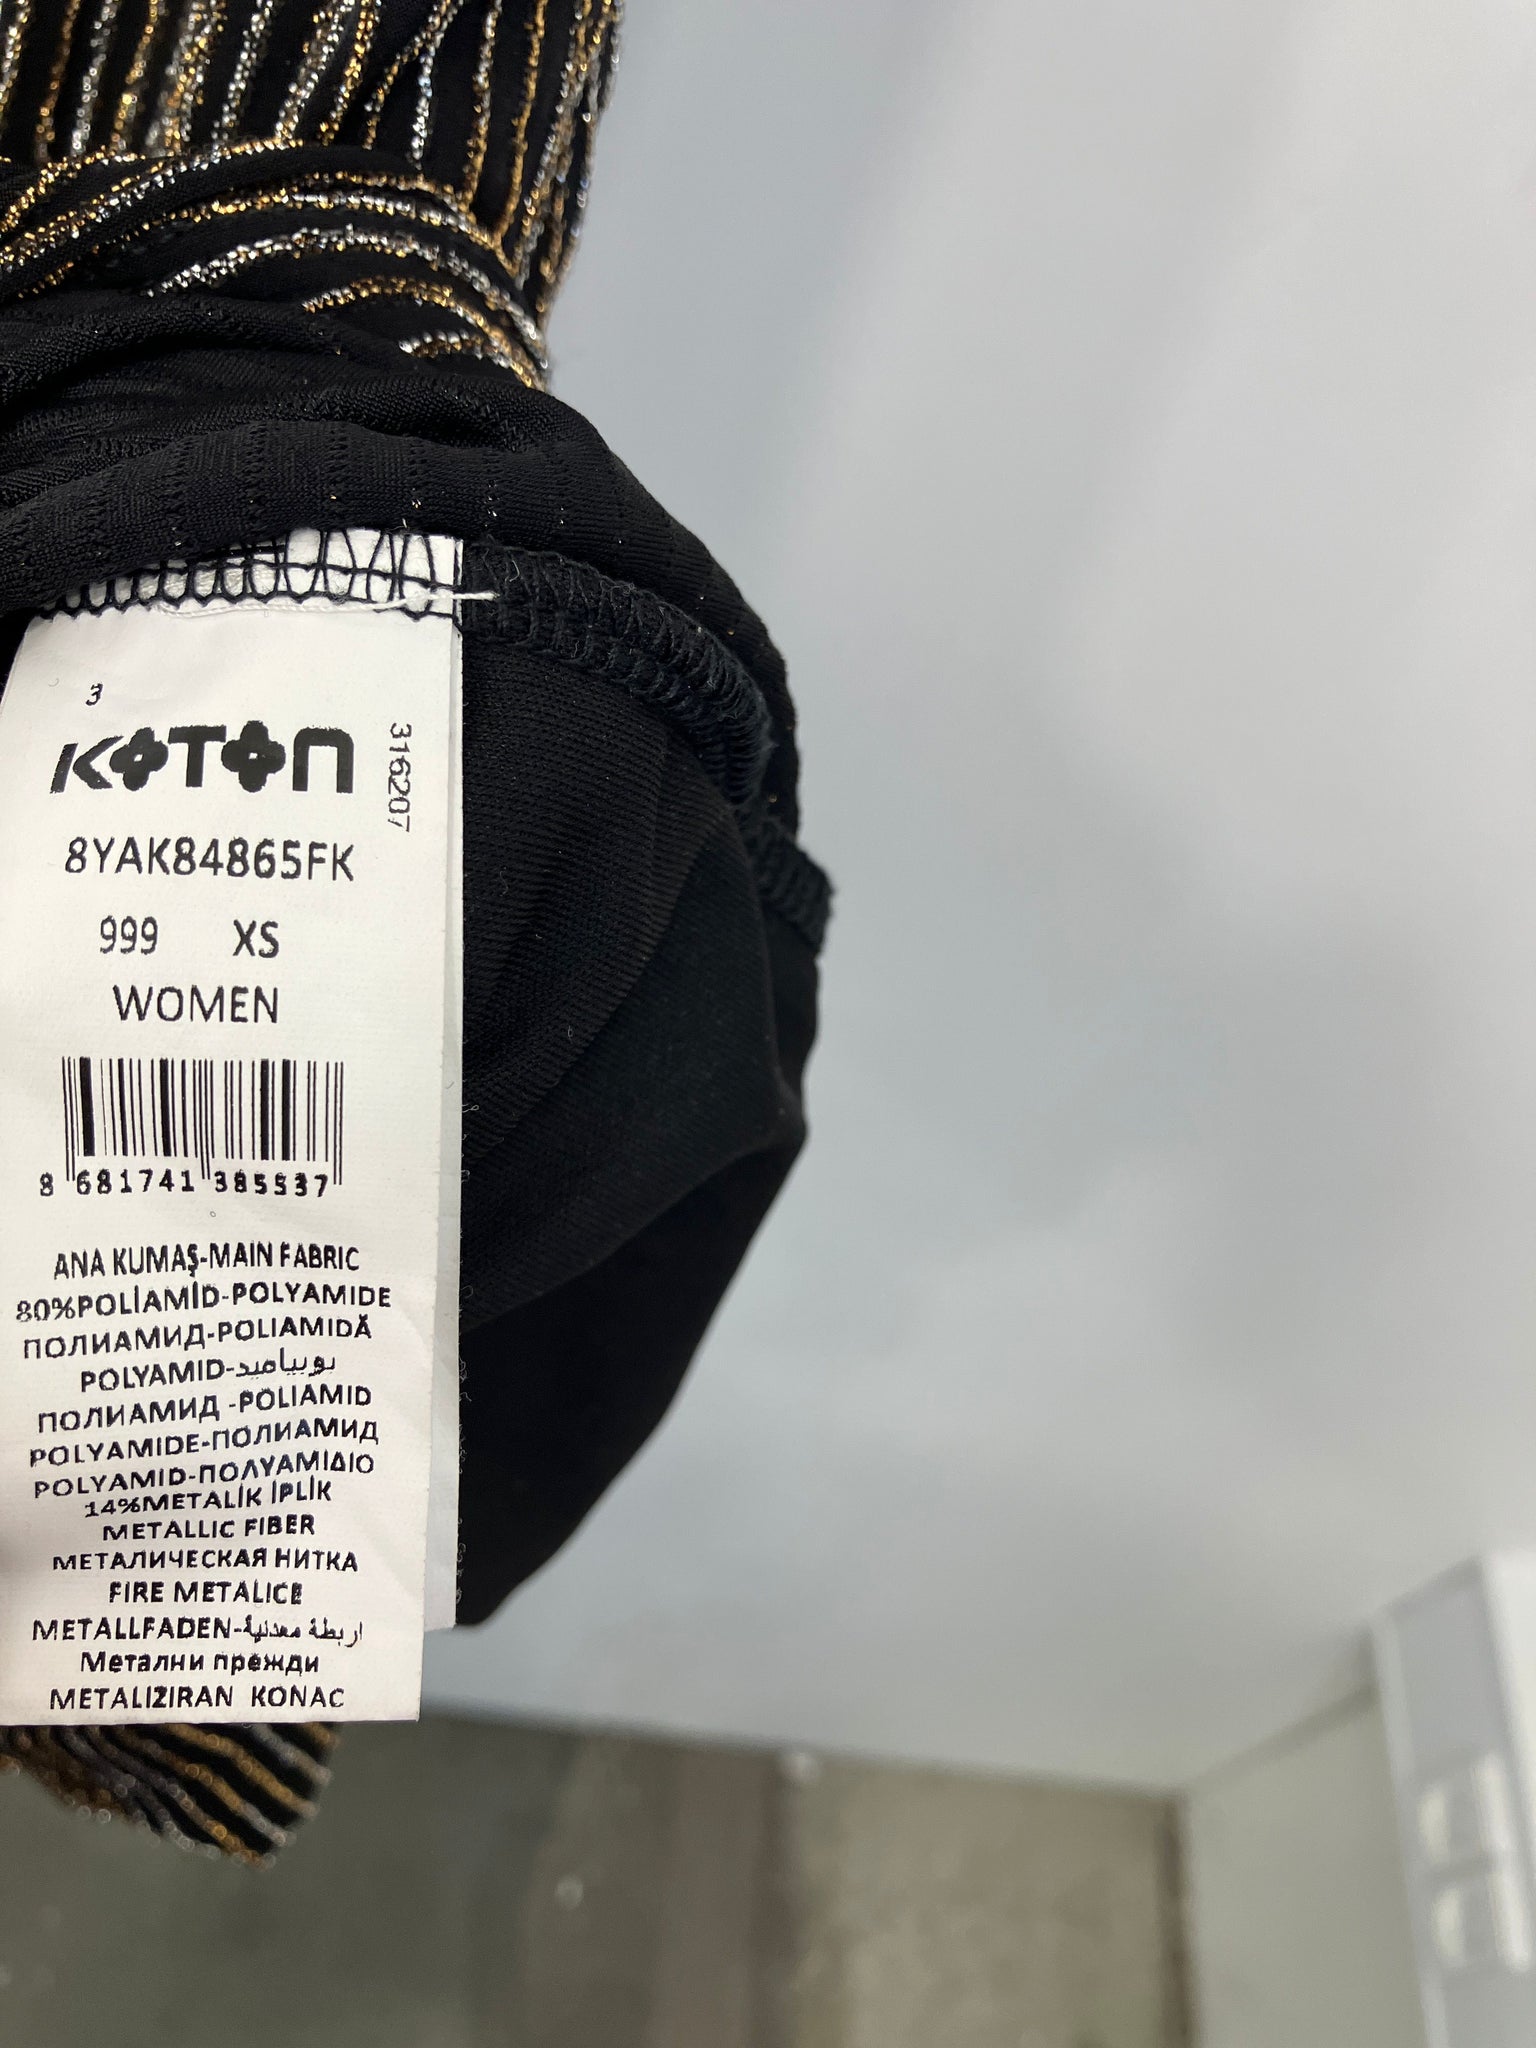 3
KOTON
316207
8YAK84865FK
999 XS
WOMEN
8 681741 385537
ANA KUMAŞ-MAIN FABRIC
80%POLİAMİD-POLYAMIDE
ПОЛИАМИД-POLIAMIDĂ
POLYAMID-بوبياميد
ПОЛИАМИД -POLIAMID
POLYAMIDE-ПОЛИАМИД
POLYAMID-ΠΟΛΥΑΜΙΔΙΟ
14%METALİK İPLİK
METALLIC FIBER
МЕТАЛИЧЕСКАЯ НИТКА
FIRE METALICE
METALLFADEN-اربطة معدنية
Метални прежди
METALIZIRAN KONAC